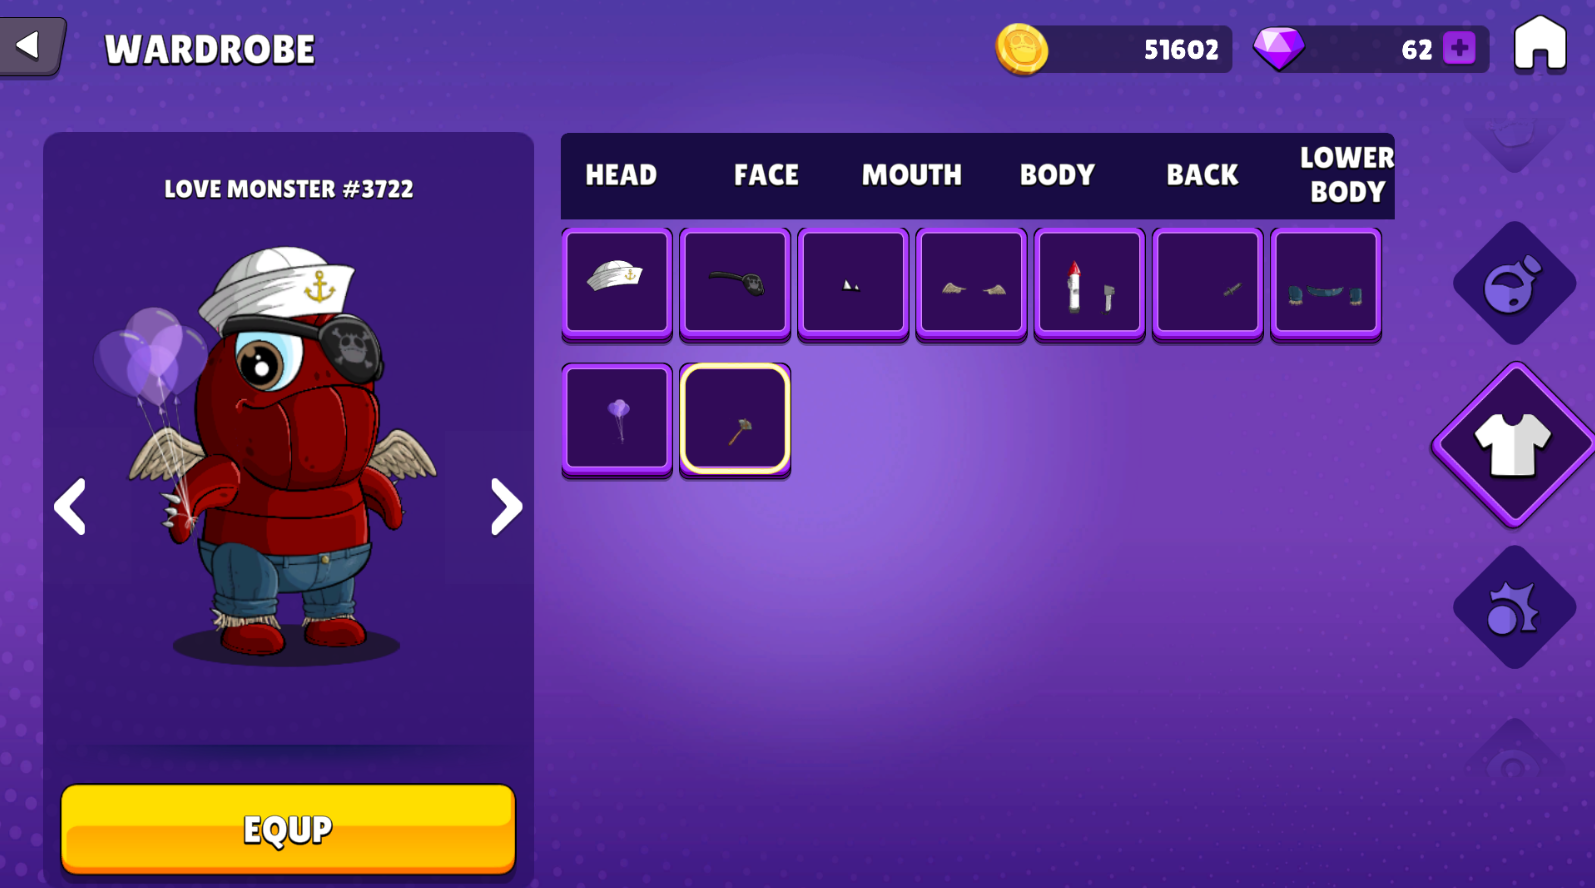 WARDROBE
51602
62
LOVE MONSTER #3722
HEAD
FACE
MOUTH
BODY
BACK
LOWER
BODY
EQUP